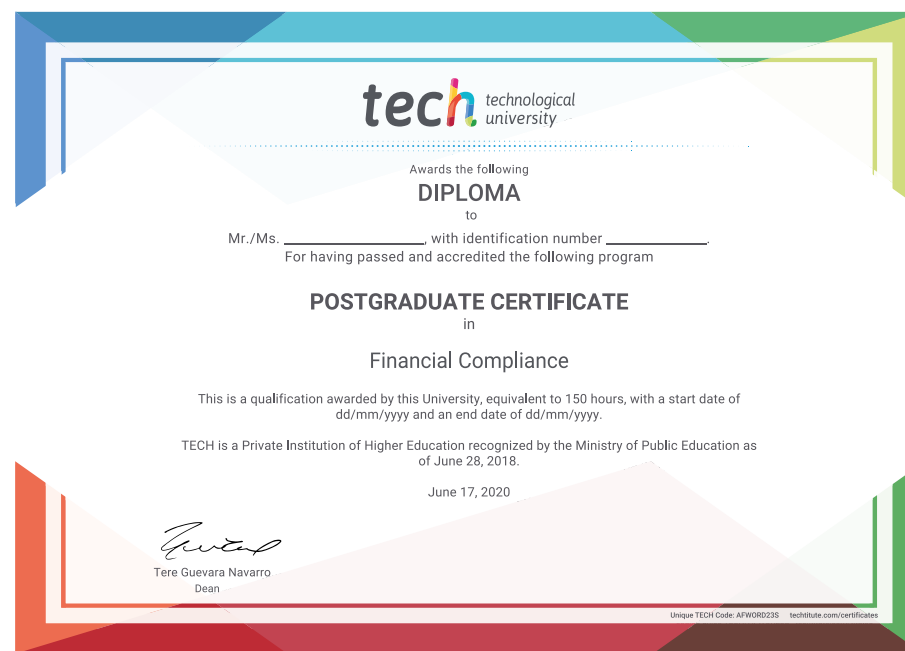 tech technological
university
Awards the following
DIPLOMA
to
Mr./Ms. ____________________, with identification number ______________.
For having passed and accredited the following program
POSTGRADUATE CERTIFICATE
in
Financial Compliance
This is a qualification awarded by this University, equivalent to 150 hours, with a start date of
dd/mm/yyyy and an end date of dd/mm/yyyy.
TECH is a Private Institution of Higher Education recognized by the Ministry of Public Education as
of June 28, 2018.
June 17, 2020
Tere Guevara Navarro
Dean
Unique TECH Code: AFWORD23S techtitute.com/certificates